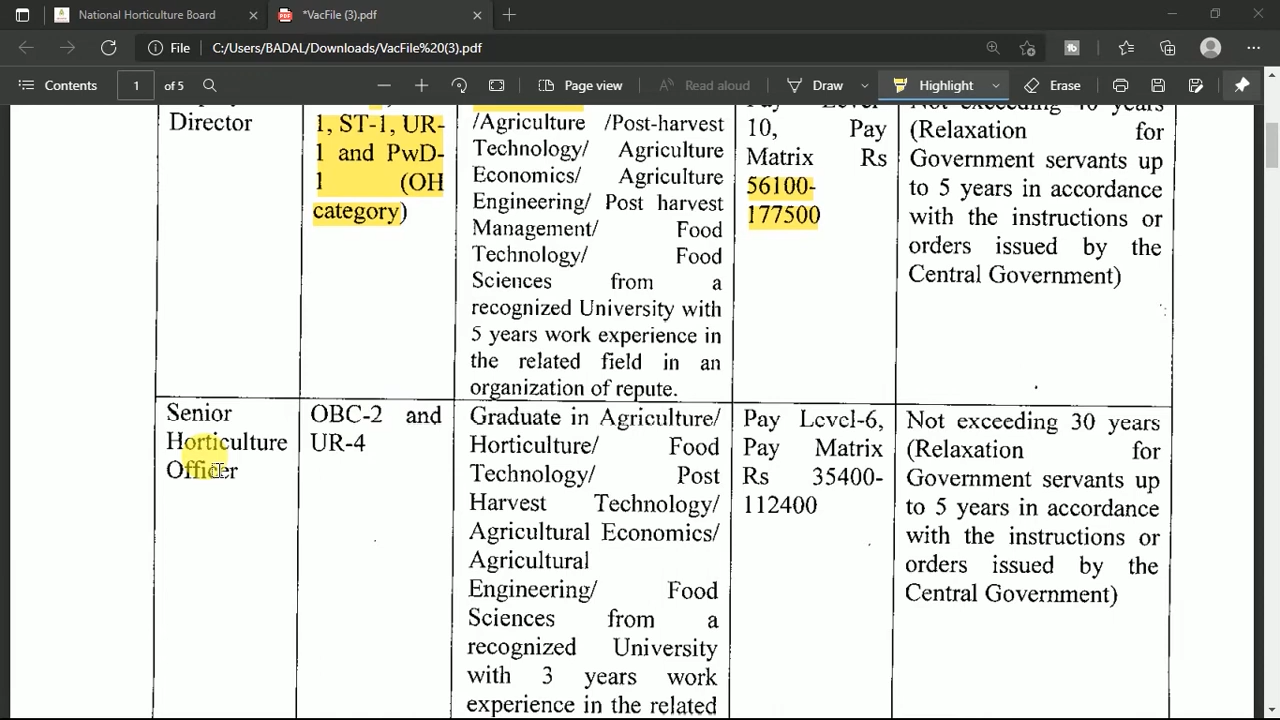 National Horticulture Board
*VacFile (3).pdf
File
C:/Users/BADAL/Downloads/VacFile%20(3).pdf
Contents
1
of 5
Page view
Read aloud
Draw
Highlight
Erase
Director
1, ST-1, UR-
1 and PwD-
1 (OH
category)
/Agriculture /Post-harvest
Technology/ Agriculture
Economics/ Agriculture
Engineering/ Post harvest
Management/ Food
Technology/ Food
Sciences from a
recognized University with
5 years work experience in
the related field in an
organization of repute.
Pay Level
10, Pay
Matrix Rs
56100-
177500
Not exceeding 40 years
(Relaxation for
Government servants up
to 5 years in accordance
with the instructions or
orders issued by the
Central Government)
Senior
Horticulture
Officer
OBC-2 and
UR-4
Graduate in Agriculture/
Horticulture/ Food
Technology/ Post
Harvest Technology/
Agricultural Economics/
Agricultural
Engineering/ Food
Sciences from a
recognized University
with 3 years work
experience in the related
Pay Level-6,
Pay Matrix
Rs 35400-
112400
Not exceeding 30 years
(Relaxation for
Government servants up
to 5 years in accordance
with the instructions or
orders issued by the
Central Government)